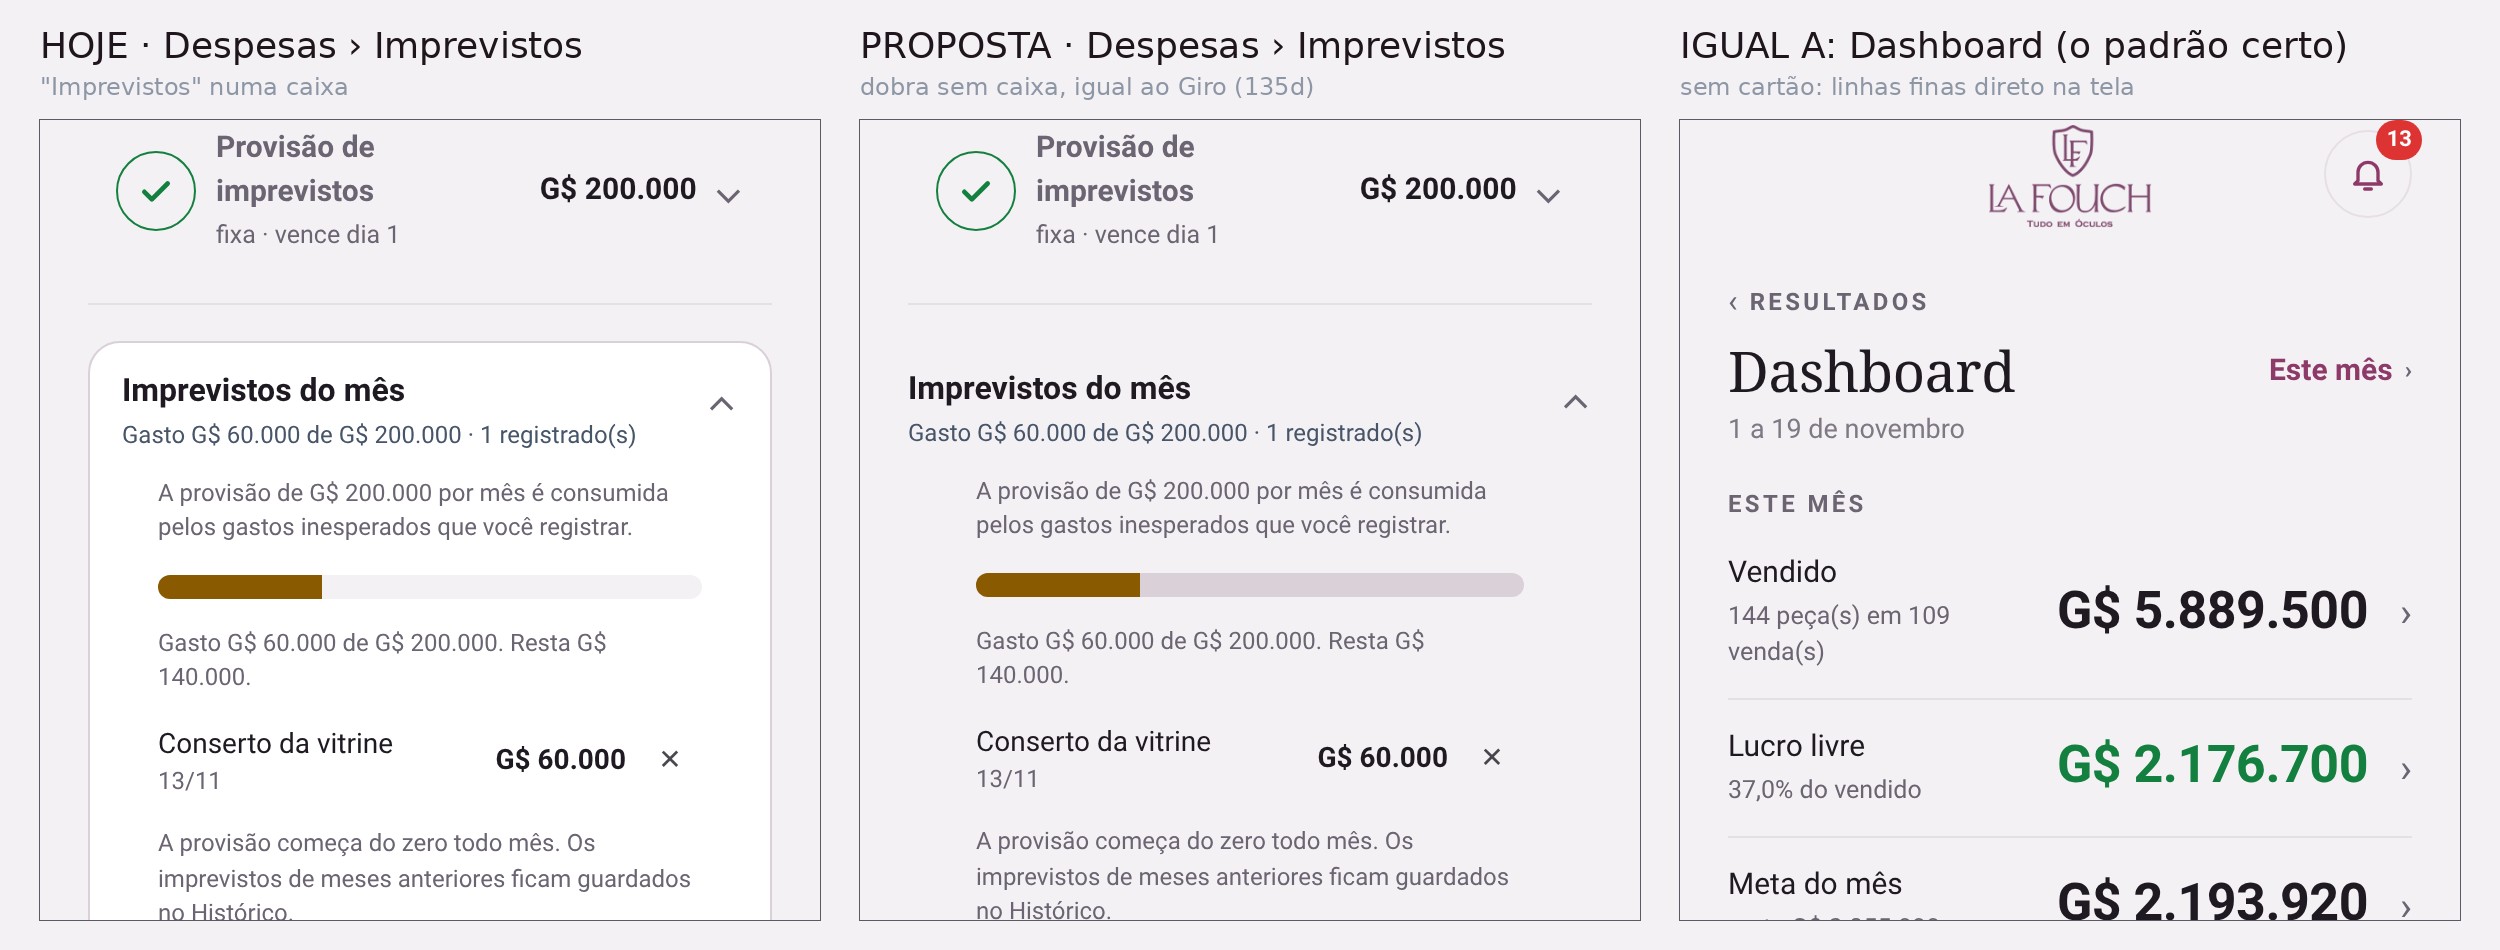 HOJE · Despesas › Imprevistos
"Imprevistos" numa caixa
Provisão de
imprevistos
fixa · vence dia 1
G$ 200.000
Imprevistos do mês
Gasto G$ 60.000 de G$ 200.000 · 1 registrado(s)
A provisão de G$ 200.000 por mês é consumida
pelos gastos inesperados que você registrar.
Gasto G$ 60.000 de G$ 200.000. Resta G$
140.000.
Conserto da vitrine
13/11
G$ 60.000 ×
A provisão começa do zero todo mês. Os
imprevistos de meses anteriores ficam guardados
no Histórico.
PROPOSTA · Despesas › Imprevistos
dobra sem caixa, igual ao Giro (135d)
Provisão de
imprevistos
fixa · vence dia 1
G$ 200.000
Imprevistos do mês
Gasto G$ 60.000 de G$ 200.000 · 1 registrado(s)
A provisão de G$ 200.000 por mês é consumida
pelos gastos inesperados que você registrar.
Gasto G$ 60.000 de G$ 200.000. Resta G$
140.000.
Conserto da vitrine
13/11
G$ 60.000 ×
A provisão começa do zero todo mês. Os
imprevistos de meses anteriores ficam guardados
no Histórico.
IGUAL A: Dashboard (o padrão certo)
sem cartão: linhas finas direto na tela
LF
LA FOUCH
TUDO EM ÓCULOS
13
‹ RESULTADOS
Dashboard
Este mês ›
1 a 19 de novembro
ESTE MÊS
Vendido
144 peça(s) em 109
venda(s)
G$ 5.889.500 ›
Lucro livre
37,0% do vendido
G$ 2.176.700 ›
Meta do mês
G$ 2.193.920 ›